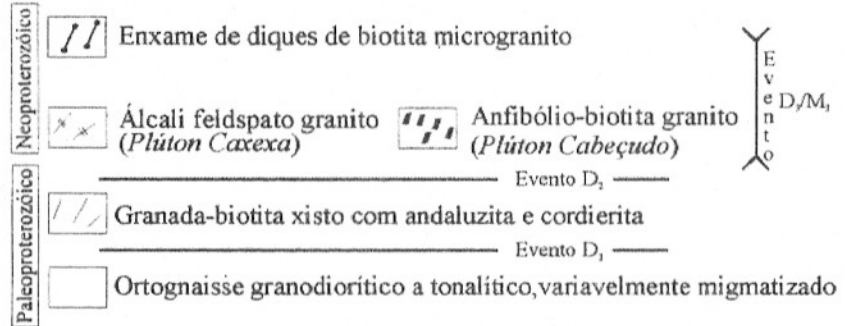 Neoproterozóico
Enxame de diques de biotita microgranito
Álcali feldspato granito
(Plúton Caxexa)
Anfibólio-biotita granito
(Plúton Cabeçudo)
Evento D₃/M₃
Evento D₂
Paleoproterozóico
Granada-biotita xisto com andaluzita e cordierita
Evento D₁
Ortognaisse granodiorítico a tonalítico,variavelmente migmatizado